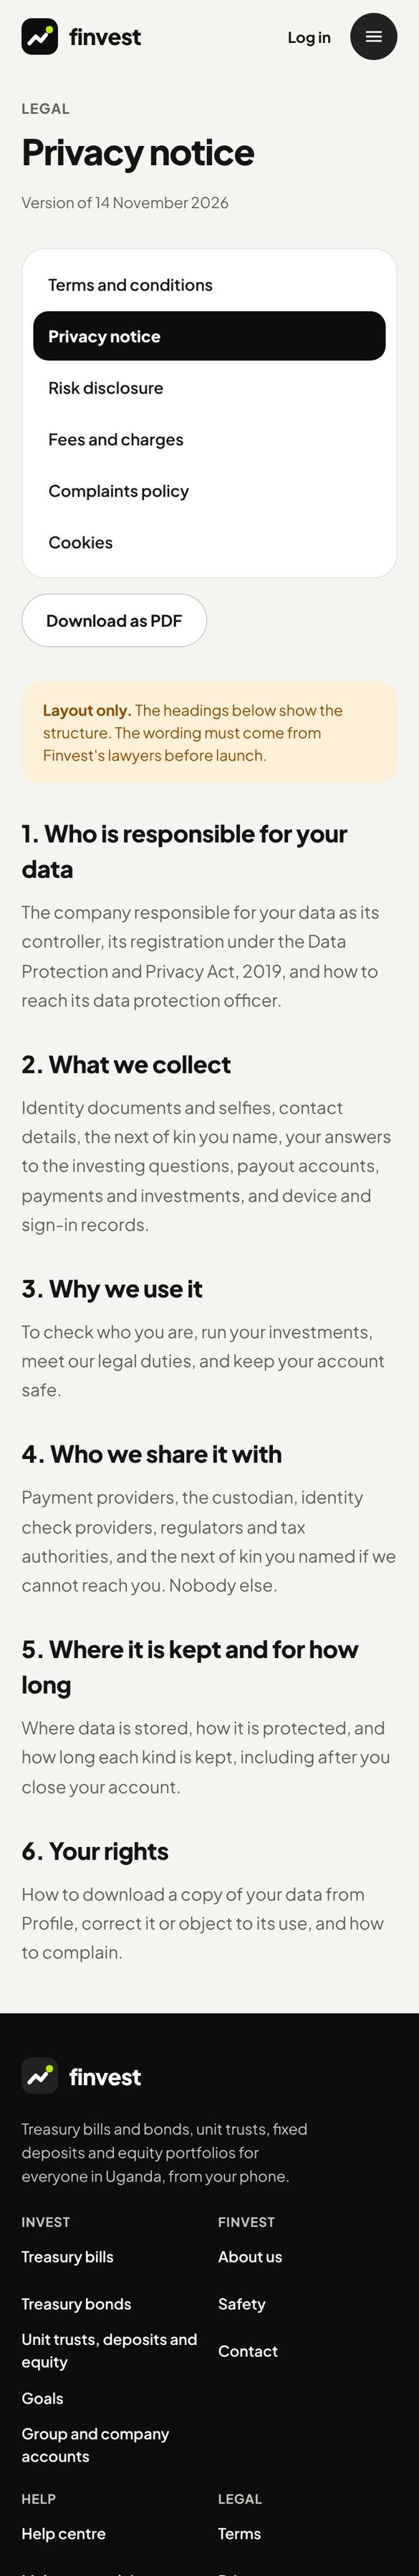 finvest
Log in
LEGAL
Privacy notice
Version of 14 November 2026
Terms and conditions
Privacy notice
Risk disclosure
Fees and charges
Complaints policy
Cookies
Download as PDF
Layout only. The headings below show the
structure. The wording must come from
Finvest's lawyers before launch.
1. Who is responsible for your
data
The company responsible for your data as its
controller, its registration under the Data
Protection and Privacy Act, 2019, and how to
reach its data protection officer.
2. What we collect
Identity documents and selfies, contact
details, the next of kin you name, your answers
to the investing questions, payout accounts,
payments and investments, and device and
sign-in records.
3. Why we use it
To check who you are, run your investments,
meet our legal duties, and keep your account
safe.
4. Who we share it with
Payment providers, the custodian, identity
check providers, regulators and tax
authorities, and the next of kin you named if we
cannot reach you. Nobody else.
5. Where it is kept and for how
long
Where data is stored, how it is protected, and
how long each kind is kept, including after you
close your account.
6. Your rights
How to download a copy of your data from
Profile, correct it or object to its use, and how
to complain.
finvest
Treasury bills and bonds, unit trusts, fixed
deposits and equity portfolios for
everyone in Uganda, from your phone.
INVEST
Treasury bills
Treasury bonds
Unit trusts, deposits and
equity
Goals
Group and company
accounts
FINVEST
About us
Safety
Contact
HELP
Help centre
LEGAL
Terms